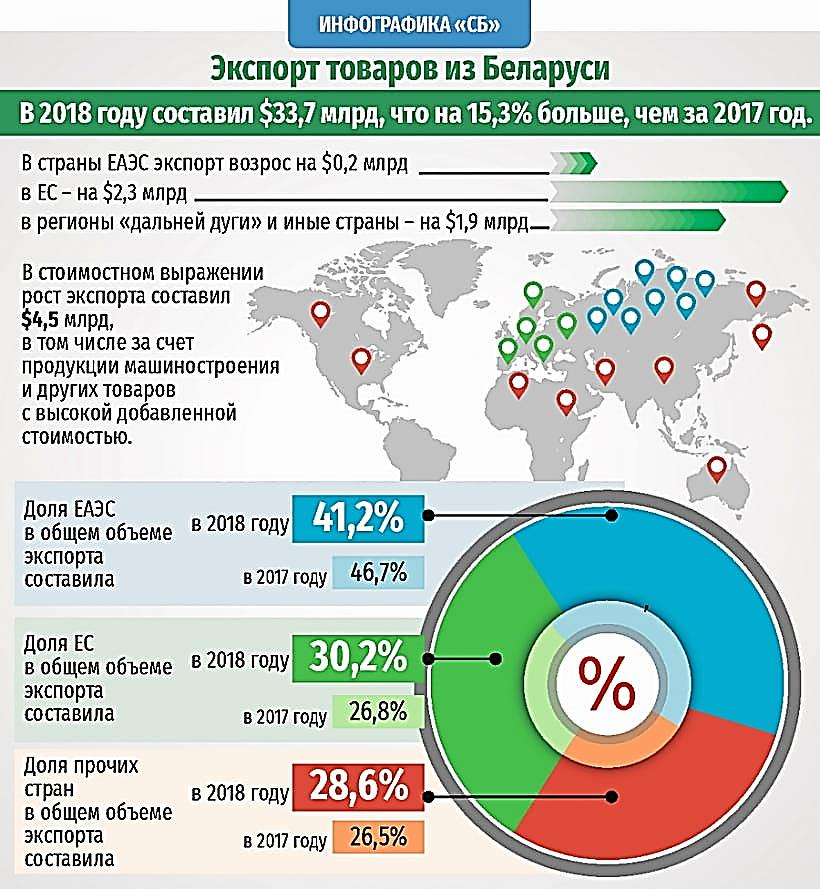 ИНФОГРАФИКА «СБ»
Экспорт товаров из Беларуси
В 2018 году составил $33,7 млрд, что на 15,3% больше, чем за 2017 год.
В страны ЕАЭС экспорт возрос на $0,2 млрд
в ЕС – на $2,3 млрд
в регионы «дальней дуги» и иные страны – на $1,9 млрд
В стоимостном выражении
рост экспорта составил
$4,5 млрд,
в том числе за счет
продукции машиностроения
и других товаров
с высокой добавленной
стоимостью.
Доля ЕАЭС
в общем объеме
экспорта
составила
в 2018 году 41,2%
в 2017 году 46,7%
Доля ЕС
в общем объеме
экспорта
составила
в 2018 году 30,2%
в 2017 году 26,8%
Доля прочих
стран
в общем объеме
экспорта
составила
в 2018 году 28,6%
в 2017 году 26,5%
%